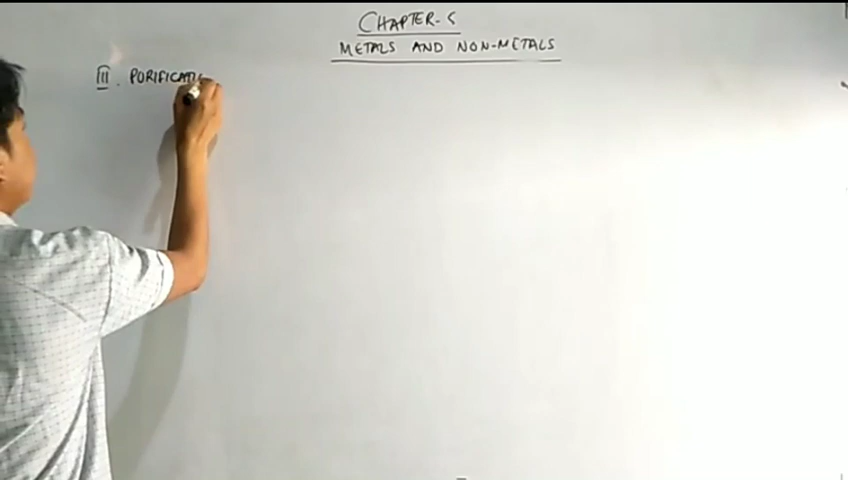 CHAPTER-5
METALS AND NON-METALS
III. PURIFICATI